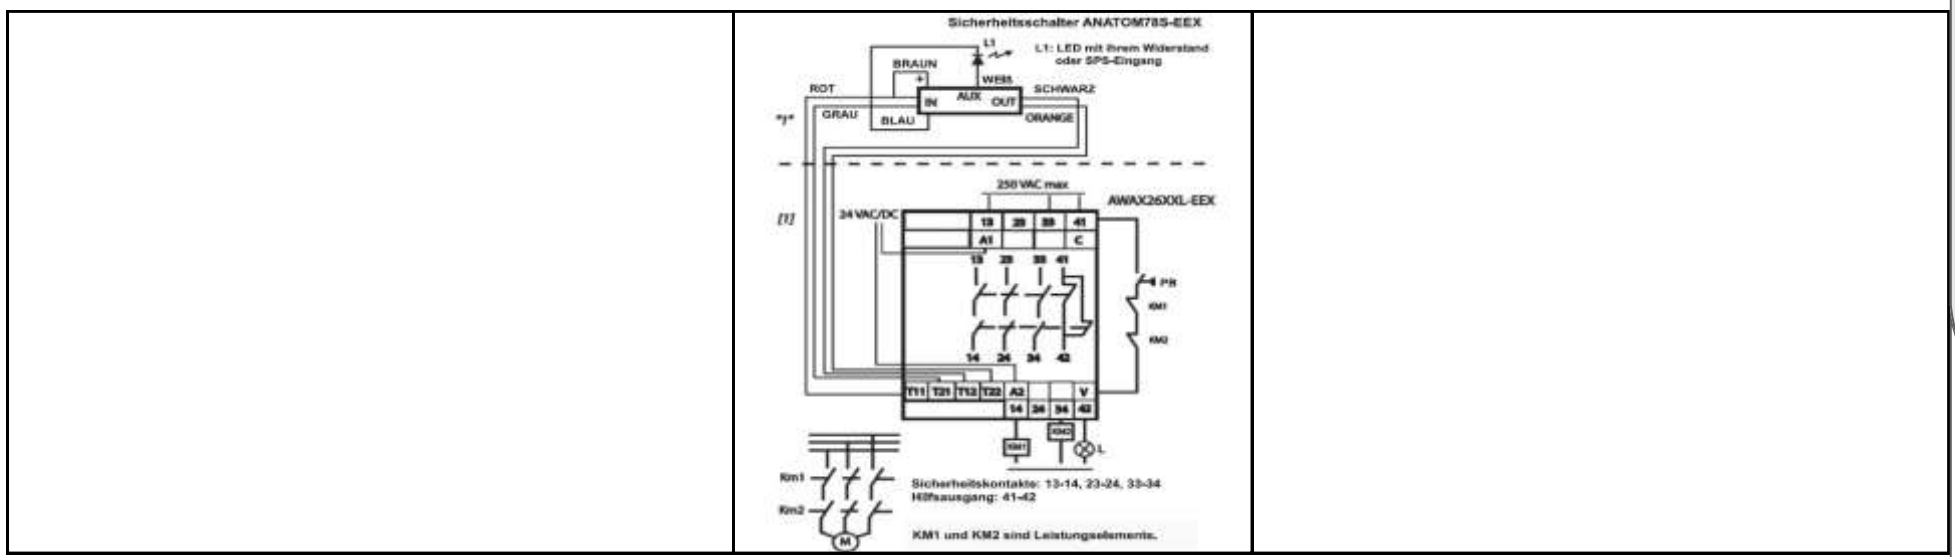 Sicherheitsschalter ANATOM78S-EEX
L1
L1: LED mit ihrem Widerstand
oder SPS-Eingang
BRAUN
+
WEIß
ROT
AUX
SCHWARZ
IN
OUT
GRAU
BLAU
ORANGE
"J"
250 VAC max
AWAX26XXL-EEX
[1]
24 VAC/DC
13 23 33 41
A1 C
13 23 33 41
PB
KM1
KM2
14 24 34 42
T11 T21 T12 T22 A2 V
14 24 34 42
KM1 KM2
L
Km1
Sicherheitskontakte: 13-14, 23-24, 33-34
Hilfsausgang: 41-42
Km2
KM1 und KM2 sind Leistungselemente.
M